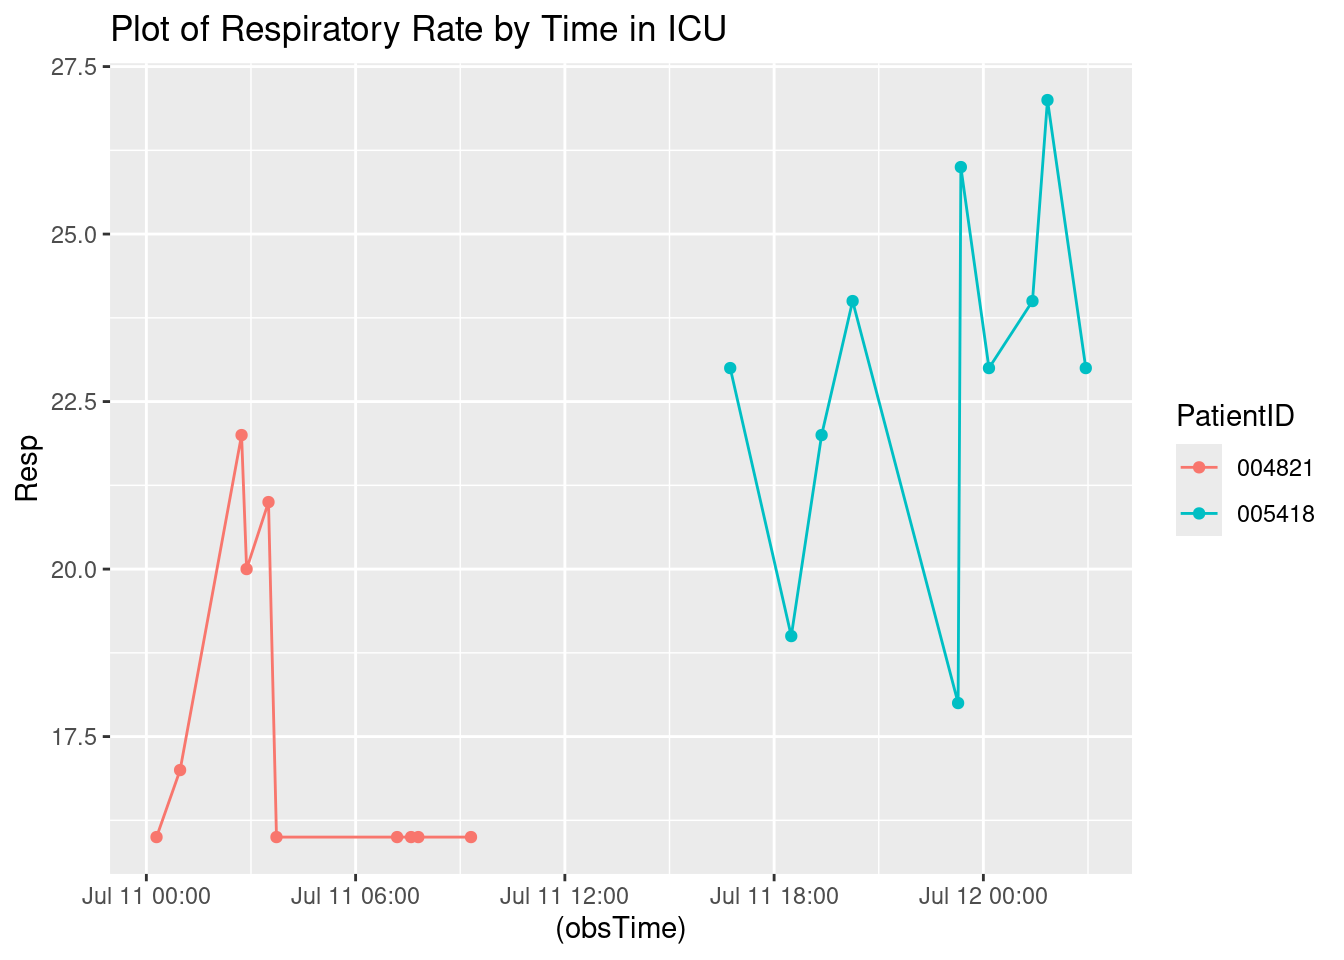 Plot of Respiratory Rate by Time in ICU
27.5
25.0
22.5
20.0
17.5
Resp
Jul 11 00:00
Jul 11 06:00
Jul 11 12:00
Jul 11 18:00
Jul 12 00:00
(obsTime)
PatientID
004821
005418